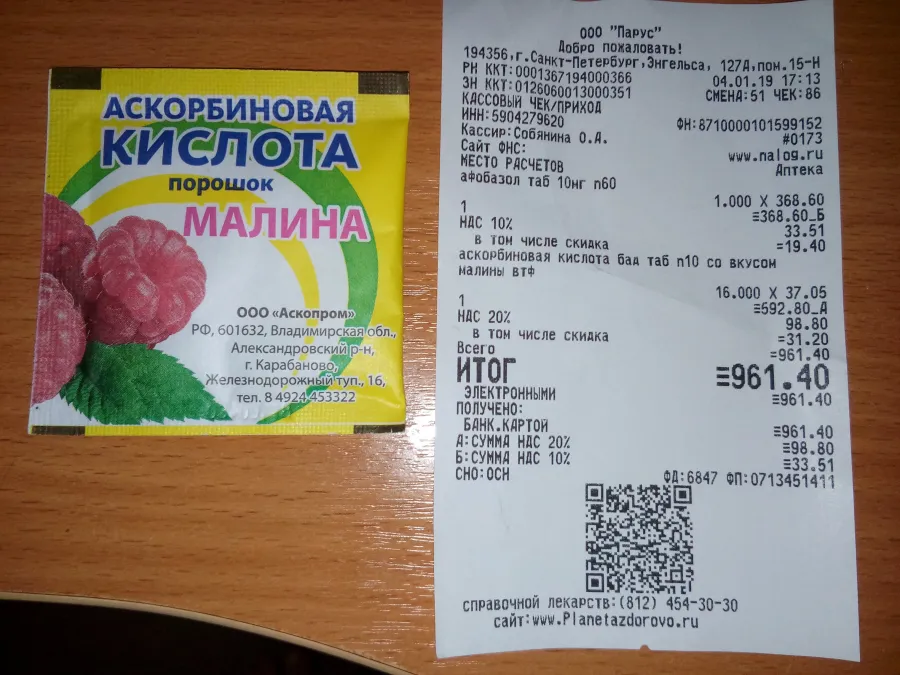 АСКОРБИНОВАЯ
КИСЛОТА
порошок
МАЛИНА
ООО «Аскопром»
РФ, 601632, Владимирская обл.,
Александровский р-н,
г. Карабаново,
Железнодорожный туп., 16,
тел. 8 4924 453322
ООО "Парус"
Добро пожаловать!
194356,г.Санкт-Петербург,Энгельса, 127А,пом.15-Н
РН ККТ:0001367194000366 04.01.19 17:13
ЗН ККТ:0126060013000351 СМЕНА:51 ЧЕК:86
КАССОВЫЙ ЧЕК/ПРИХОД
ИНН:5904279620 ФН:8710000101599152
Кассир:Собянина О.А. #0173
Сайт ФНС: www.nalog.ru
МЕСТО РАСЧЕТОВ Аптека
афобазол таб 10мг n60
1.000 X 368.60
1 ≡368.60_Б
НДС 10% 33.51
в том числе скидка =19.40
аскорбиновая кислота бад таб n10 со вкусом
малины втф
16.000 X 37.05
1 ≡592.80_А
НДС 20% 98.80
в том числе скидка =31.20
Всего =961.40
ИТОГ ≡961.40
ЭЛЕКТРОННЫМИ ≡961.40
ПОЛУЧЕНО:
БАНК.КАРТОЙ ≡961.40
А:СУММА НДС 20% ≡98.80
Б:СУММА НДС 10% ≡33.51
СНО:ОСН ФД:6847 ФП:0713451411
справочной лекарств:(812) 454-30-30
сайт:www.Planetazdorovo.ru